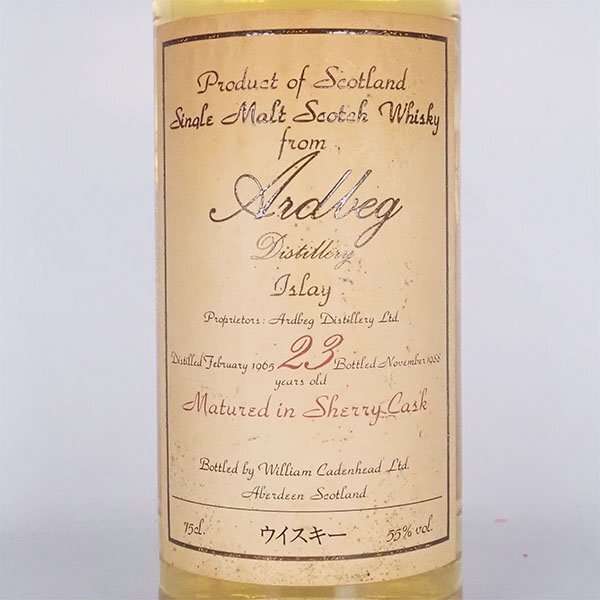 Product of Scotland
Single Malt Scotch Whisky
from
Ardbeg
Distillery
Islay
Proprietors: Ardbeg Distillery Ltd.
Distilled February 1965 23 Bottled November 1988
years old
Matured in Sherry Cask
Bottled by William Cadenhead Ltd.
Aberdeen Scotland
75cl. ウイスキー 55% vol.